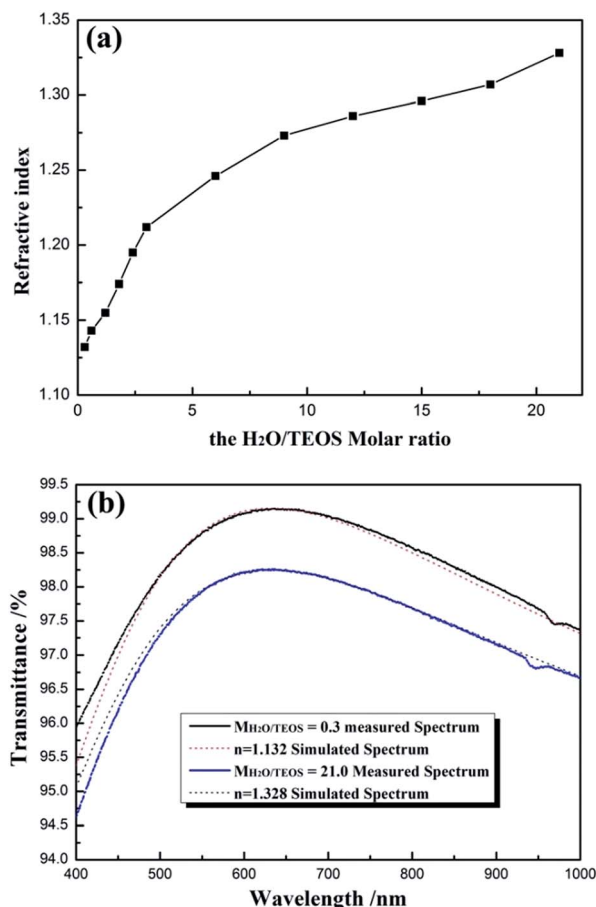 (a)
1.35
1.30
1.25
1.20
1.15
1.10
Refractive index
0 5 10 15 20
the H2O/TEOS Molar ratio
(b)
99.5
99.0
98.5
98.0
97.5
97.0
96.5
96.0
95.5
95.0
94.5
94.0
Transmittance /%
MH2O/TEOS = 0.3 measured Spectrum
n=1.132 Simulated Spectrum
MH2O/TEOS = 21.0 Measured Spectrum
n=1.328 Simulated Spectrum
400 500 600 700 800 900 1000
Wavelength /nm